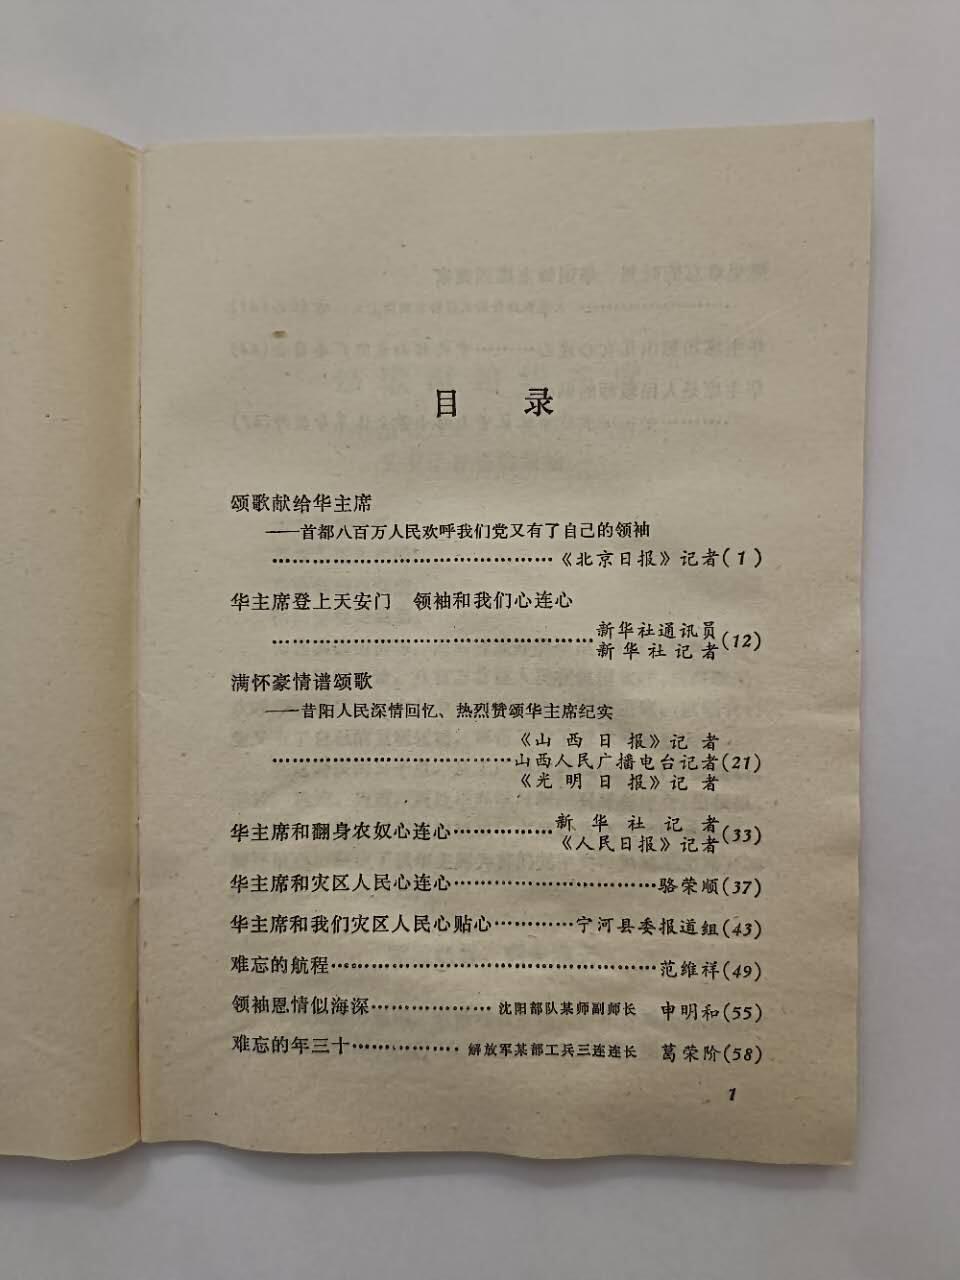 目 录
颂歌献给华主席
——首都八百万人民欢呼我们党又有了自己的领袖
……………………………………《北京日报》记者(1)
华主席登上天安门 领袖和我们心连心
…………………………………………新华社通讯员
新华社记者(12)
满怀豪情谱颂歌
——昔阳人民深情回忆、热烈赞颂华主席纪实
《山西日报》记者
………………………………山西人民广播电台记者(21)
《光明日报》记者
华主席和翻身农奴心连心……………新华社记者
《人民日报》记者(33)
华主席和灾区人民心连心…………………………骆荣顺(37)
华主席和我们灾区人民心贴心…………宁河县委报道组(43)
难忘的航程…………………………………………范维祥(49)
领袖恩情似海深………………沈阳部队某师副师长 申明和(55)
难忘的年三十……………解放军某部工兵三连连长 葛荣阶(58)
1